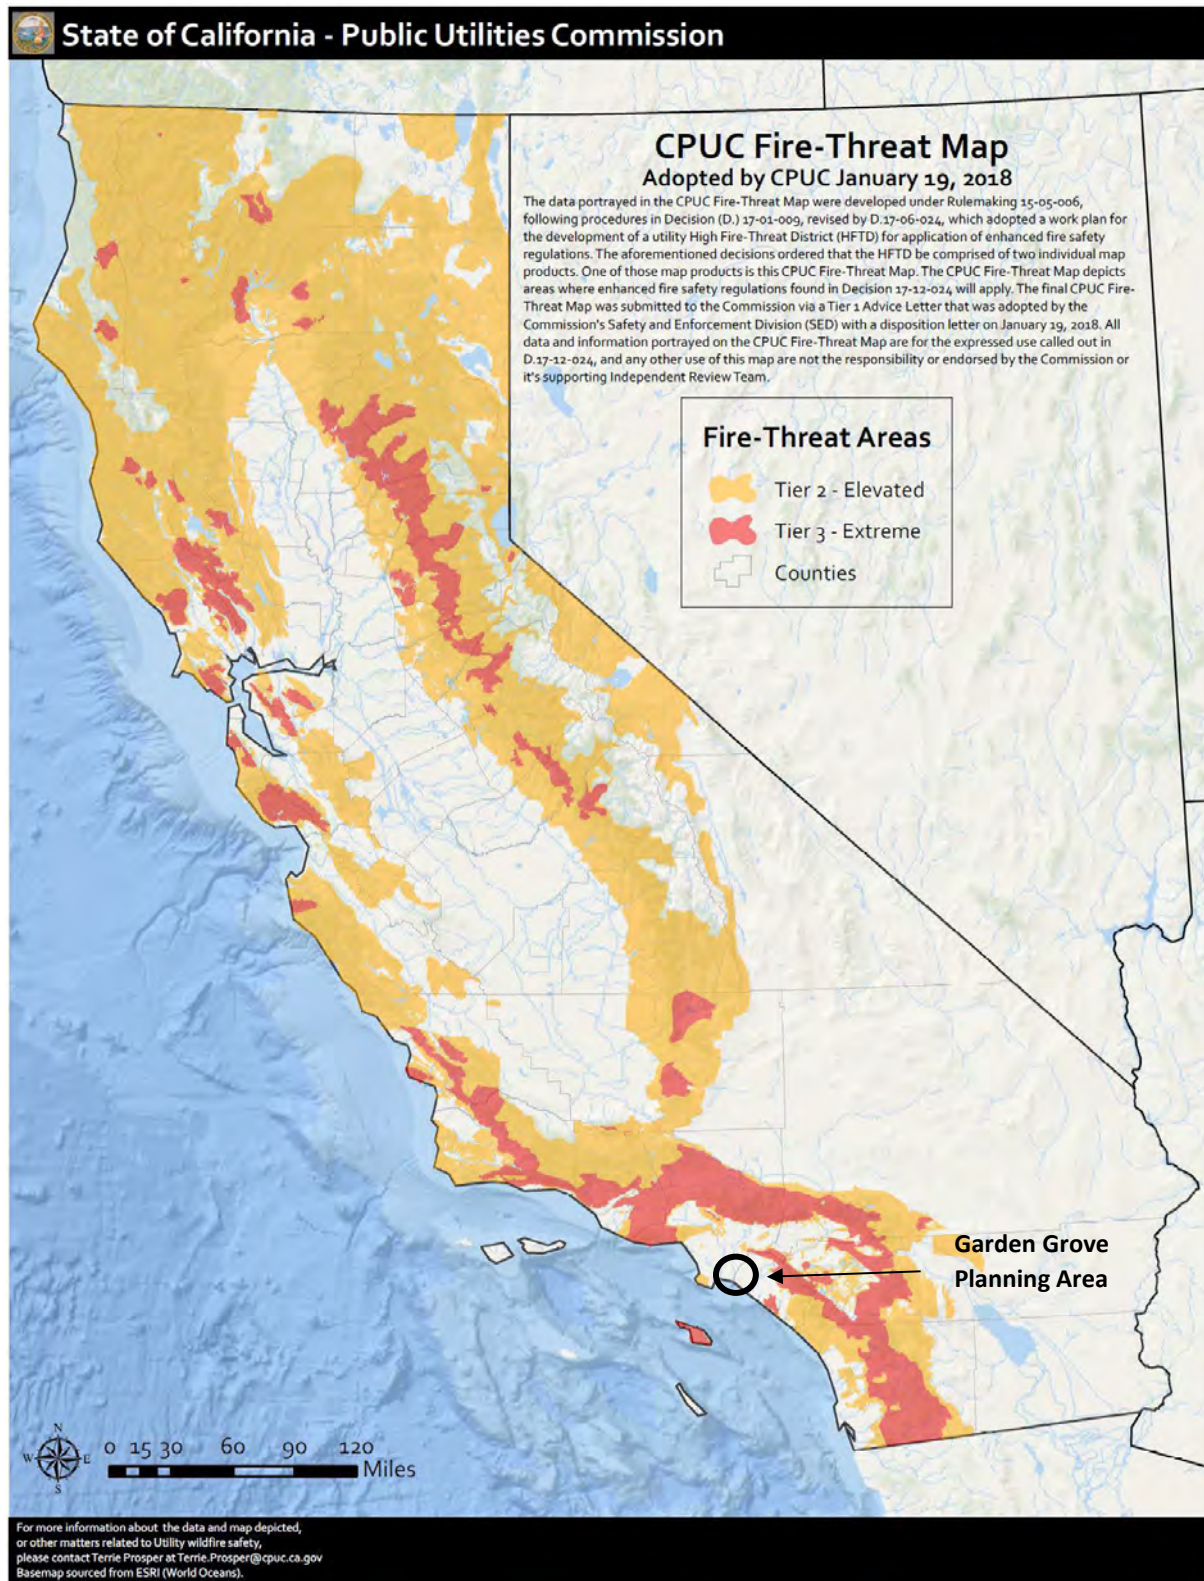 State of California - Public Utilities Commission
CPUC Fire-Threat Map
Adopted by CPUC January 19, 2018
The data portrayed in the CPUC Fire-Threat Map were developed under Rulemaking 15-05-006,
following procedures in Decision (D.) 17-01-009, revised by D.17-06-024, which adopted a work plan for
the development of a utility High Fire-Threat District (HFTD) for application of enhanced fire safety
regulations. The aforementioned decisions ordered that the HFTD be comprised of two individual map
products. One of those map products is this CPUC Fire-Threat Map. The CPUC Fire-Threat Map depicts
areas where enhanced fire safety regulations found in Decision 17-12-024 will apply. The final CPUC Fire-
Threat Map was submitted to the Commission via a Tier 1 Advice Letter that was adopted by the
Commission's Safety and Enforcement Division (SED) with a disposition letter on January 19, 2018. All
data and information portrayed on the CPUC Fire-Threat Map are for the expressed use called out in
D.17-12-024, and any other use of this map are not the responsibility or endorsed by the Commission or
it's supporting Independent Review Team.
Fire-Threat Areas
Tier 2 - Elevated
Tier 3 - Extreme
Counties
Garden Grove
Planning Area
N
W E
S
0 15 30 60 90 120
Miles
For more information about the data and map depicted,
or other matters related to Utility wildfire safety,
please contact Terrie Prosper at Terrie.Prosper@cpuc.ca.gov
Basemap sourced from ESRI (World Oceans).